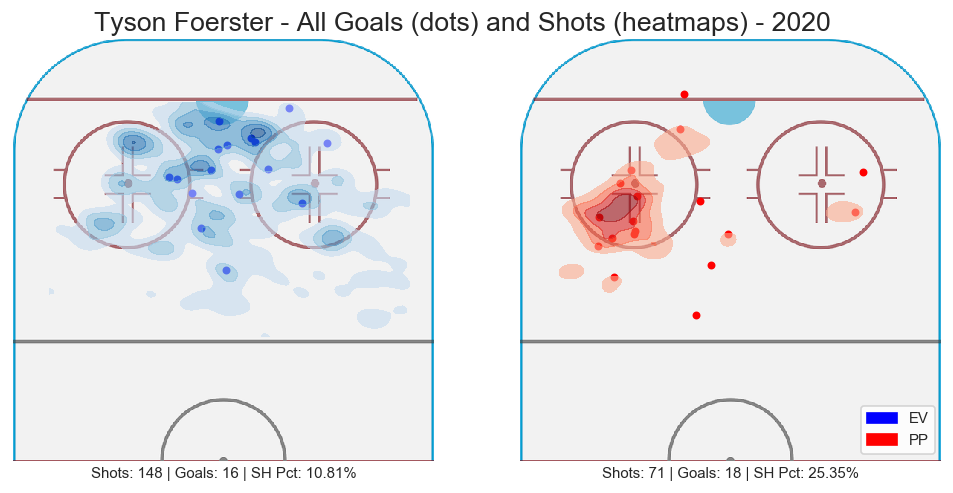 Tyson Foerster - All Goals (dots) and Shots (heatmaps) - 2020
EV
PP
Shots: 148 | Goals: 16 | SH Pct: 10.81%
Shots: 71 | Goals: 18 | SH Pct: 25.35%